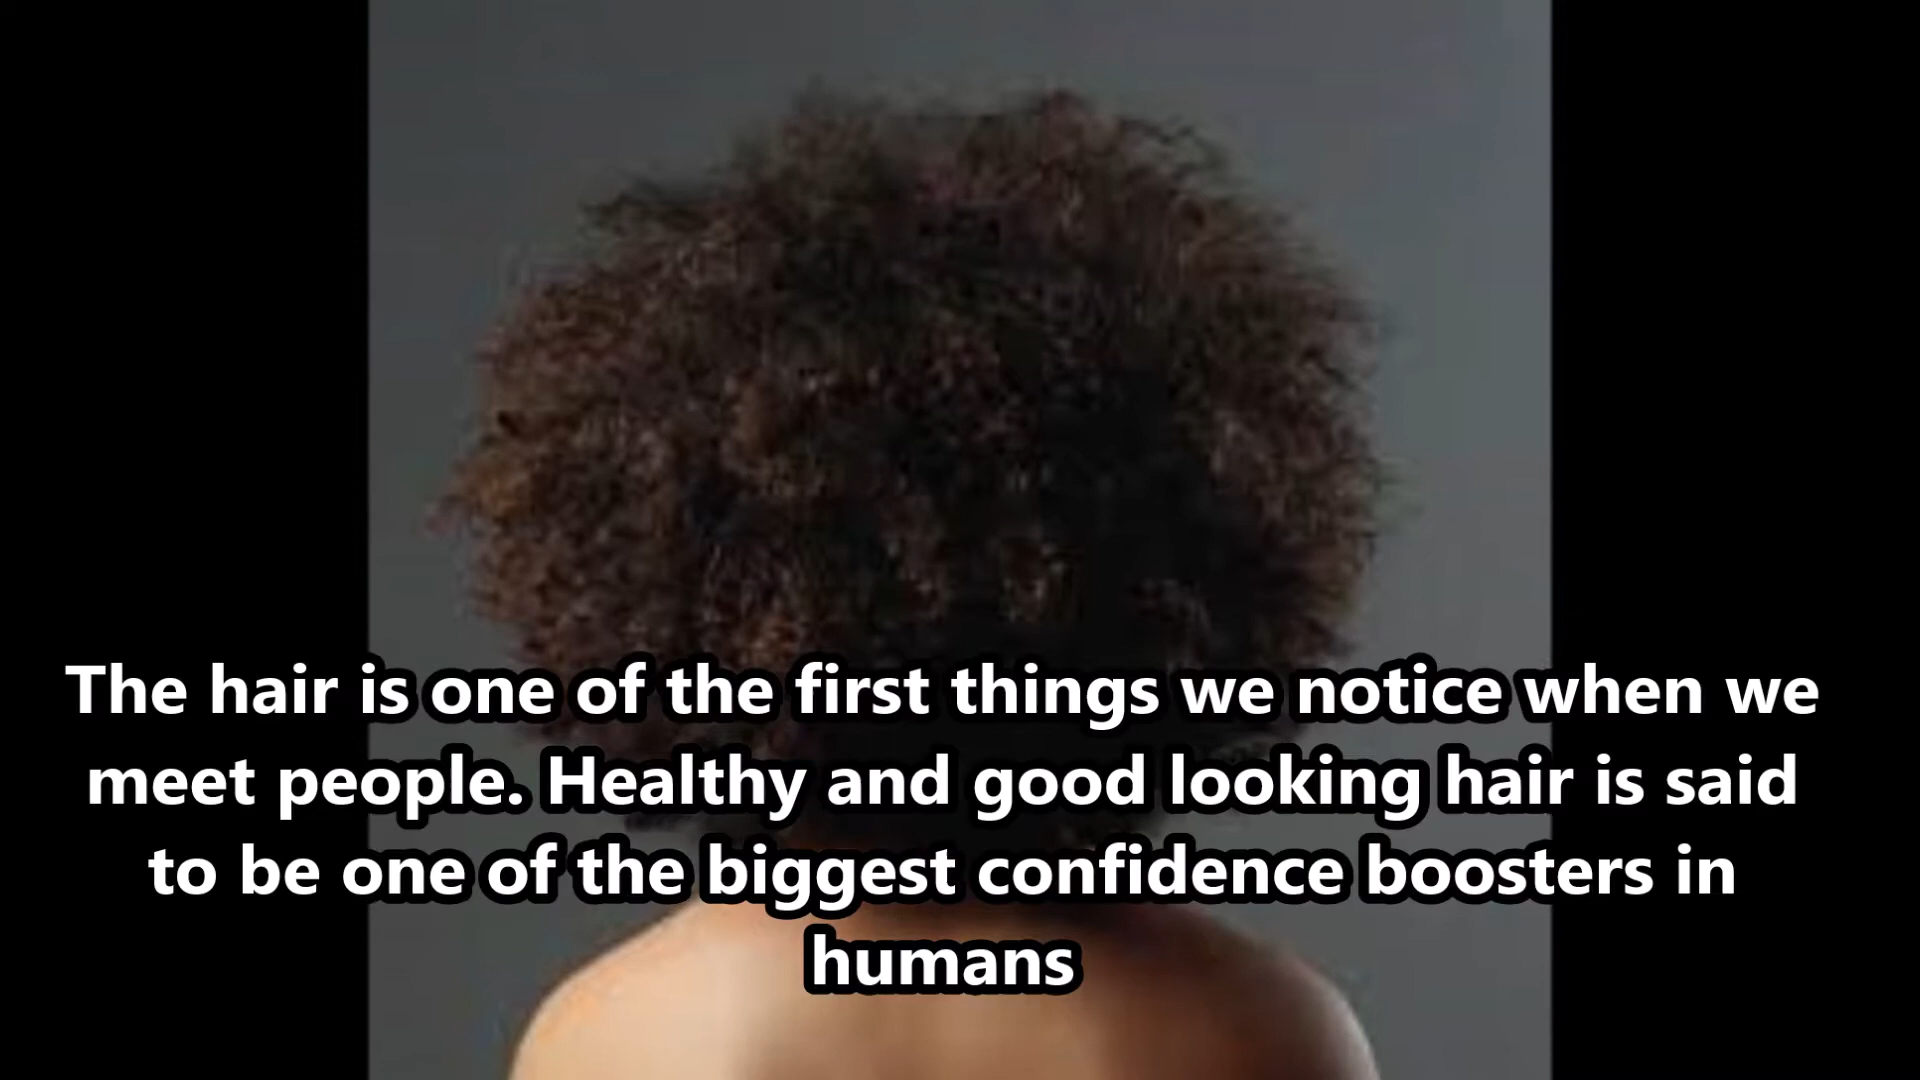 The hair is one of the first things we notice when we
meet people. Healthy and good looking hair is said
to be one of the biggest confidence boosters in
humans